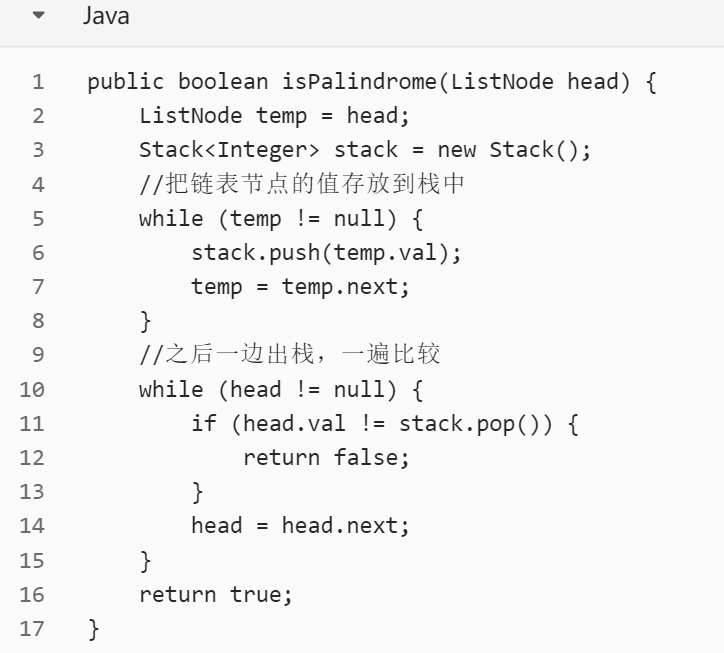 Java
1 public boolean isPalindrome(ListNode head) {
2     ListNode temp = head;
3     Stack<Integer> stack = new Stack();
4     //把链表节点的值存放到栈中
5     while (temp != null) {
6         stack.push(temp.val);
7         temp = temp.next;
8     }
9     //之后一边出栈，一遍比较
10     while (head != null) {
11         if (head.val != stack.pop()) {
12             return false;
13         }
14         head = head.next;
15     }
16     return true;
17 }